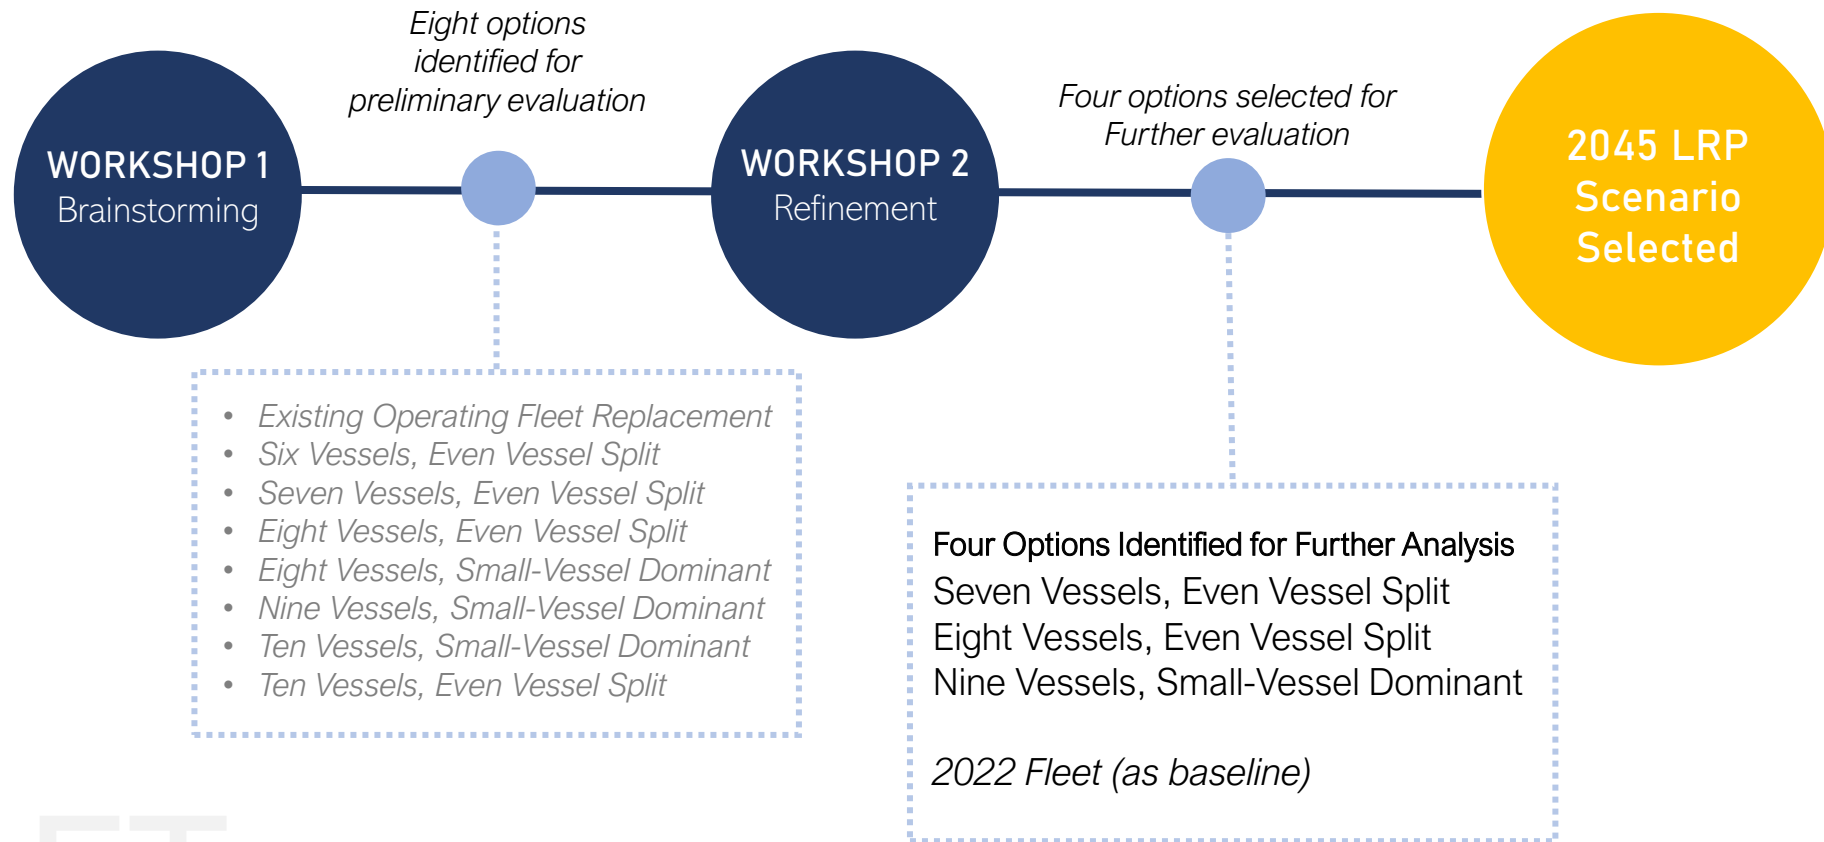 Eight options
identified for
preliminary evaluation
Four options selected for
Further evaluation
WORKSHOP 1
Brainstorming
WORKSHOP 2
Refinement
2045 LRP
Scenario
Selected
• Existing Operating Fleet Replacement
• Six Vessels, Even Vessel Split
• Seven Vessels, Even Vessel Split
• Eight Vessels, Even Vessel Split
• Eight Vessels, Small-Vessel Dominant
• Nine Vessels, Small-Vessel Dominant
• Ten Vessels, Small-Vessel Dominant
• Ten Vessels, Even Vessel Split
Four Options Identified for Further Analysis
Seven Vessels, Even Vessel Split
Eight Vessels, Even Vessel Split
Nine Vessels, Small-Vessel Dominant
2022 Fleet (as baseline)